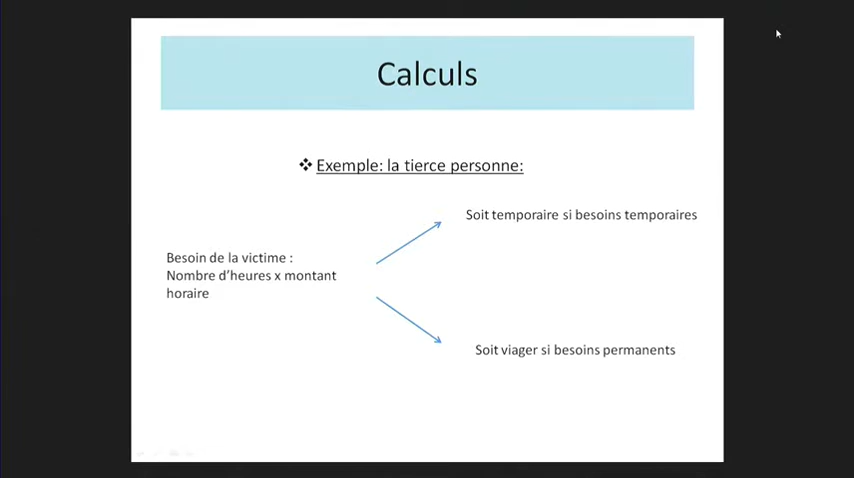 Calculs
Exemple: la tierce personne:
Soit temporaire si besoins temporaires
Besoin de la victime :
Nombre d'heures x montant
horaire
Soit viager si besoins permanents